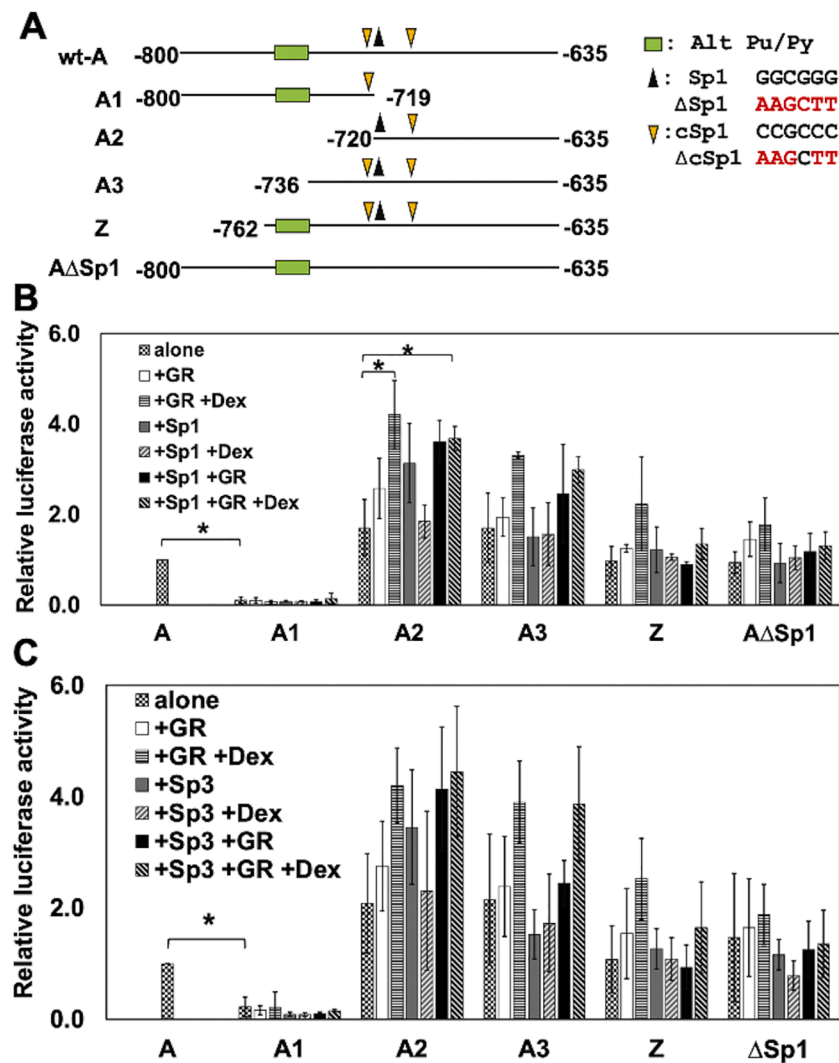 A
wt-A -800 -635
A1 -800 -719
A2 -720 -635
A3 -736 -635
Z -762 -635
AΔSp1 -800 -635
: Alt Pu/Py
: Sp1 GGCGGG
ΔSp1 AAGCTT
:cSp1 CCGCCC
ΔcSp1 AAGCTT
B
Relative luciferase activity
6.0
4.0
2.0
0.0
alone
+GR
+GR +Dex
+Sp1
+Sp1 +Dex
+Sp1 +GR
+Sp1 +GR +Dex
*
*
*
A A1 A2 A3 Z AΔSp1
C
Relative luciferase activity
6.0
4.0
2.0
0.0
alone
+GR
+GR +Dex
+Sp3
+Sp3 +Dex
+Sp3 +GR
+Sp3 +GR +Dex
*
A A1 A2 A3 Z ΔSp1